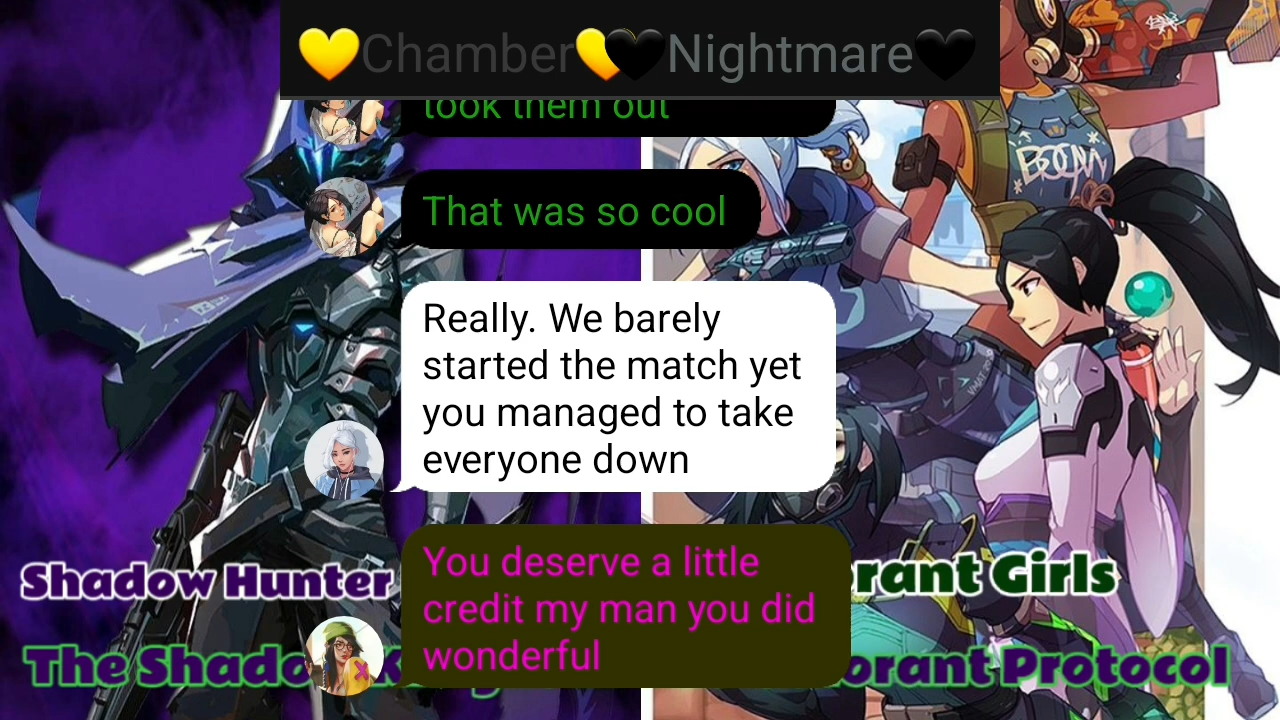 💛Chamber💛🖤Nightmare🖤
took them out
That was so cool
Really. We barely
started the match yet
you managed to take
everyone down
You deserve a little
credit my man you did
wonderful
BOOM
Shadow Hunter
rant Girls
The Shado
orant Protocol